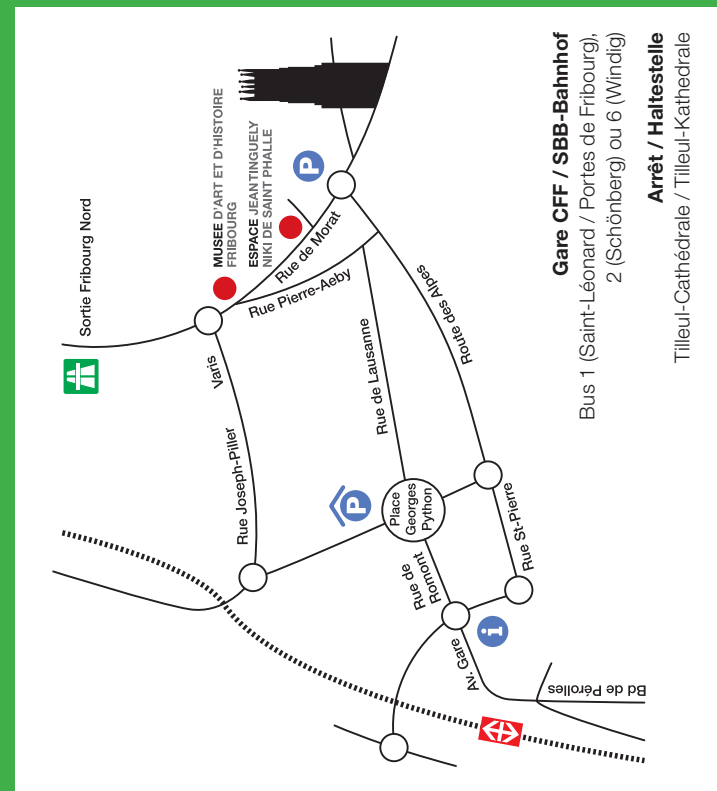 Sortie Fribourg Nord
MUSEE D'ART ET D'HISTOIRE
FRIBOURG
ESPACE JEAN TINGUELY
NIKI DE SAINT PHALLE
P
Rue de Morat
Rue Pierre-Aeby
Varis
Rue Joseph-Piller
Rue de Lausanne
Route des Alpes
P
Place
Georges
Python
Rue de
Romont
Rue St-Pierre
i
Av. Gare
Bd de Pérolles
Gare CFF / SBB-Bahnhof
Bus 1 (Saint-Léonard / Portes de Fribourg),
2 (Schönberg) ou 6 (Windig)
Arrêt / Haltestelle
Tilleul-Cathédrale / Tilleul-Kathedrale